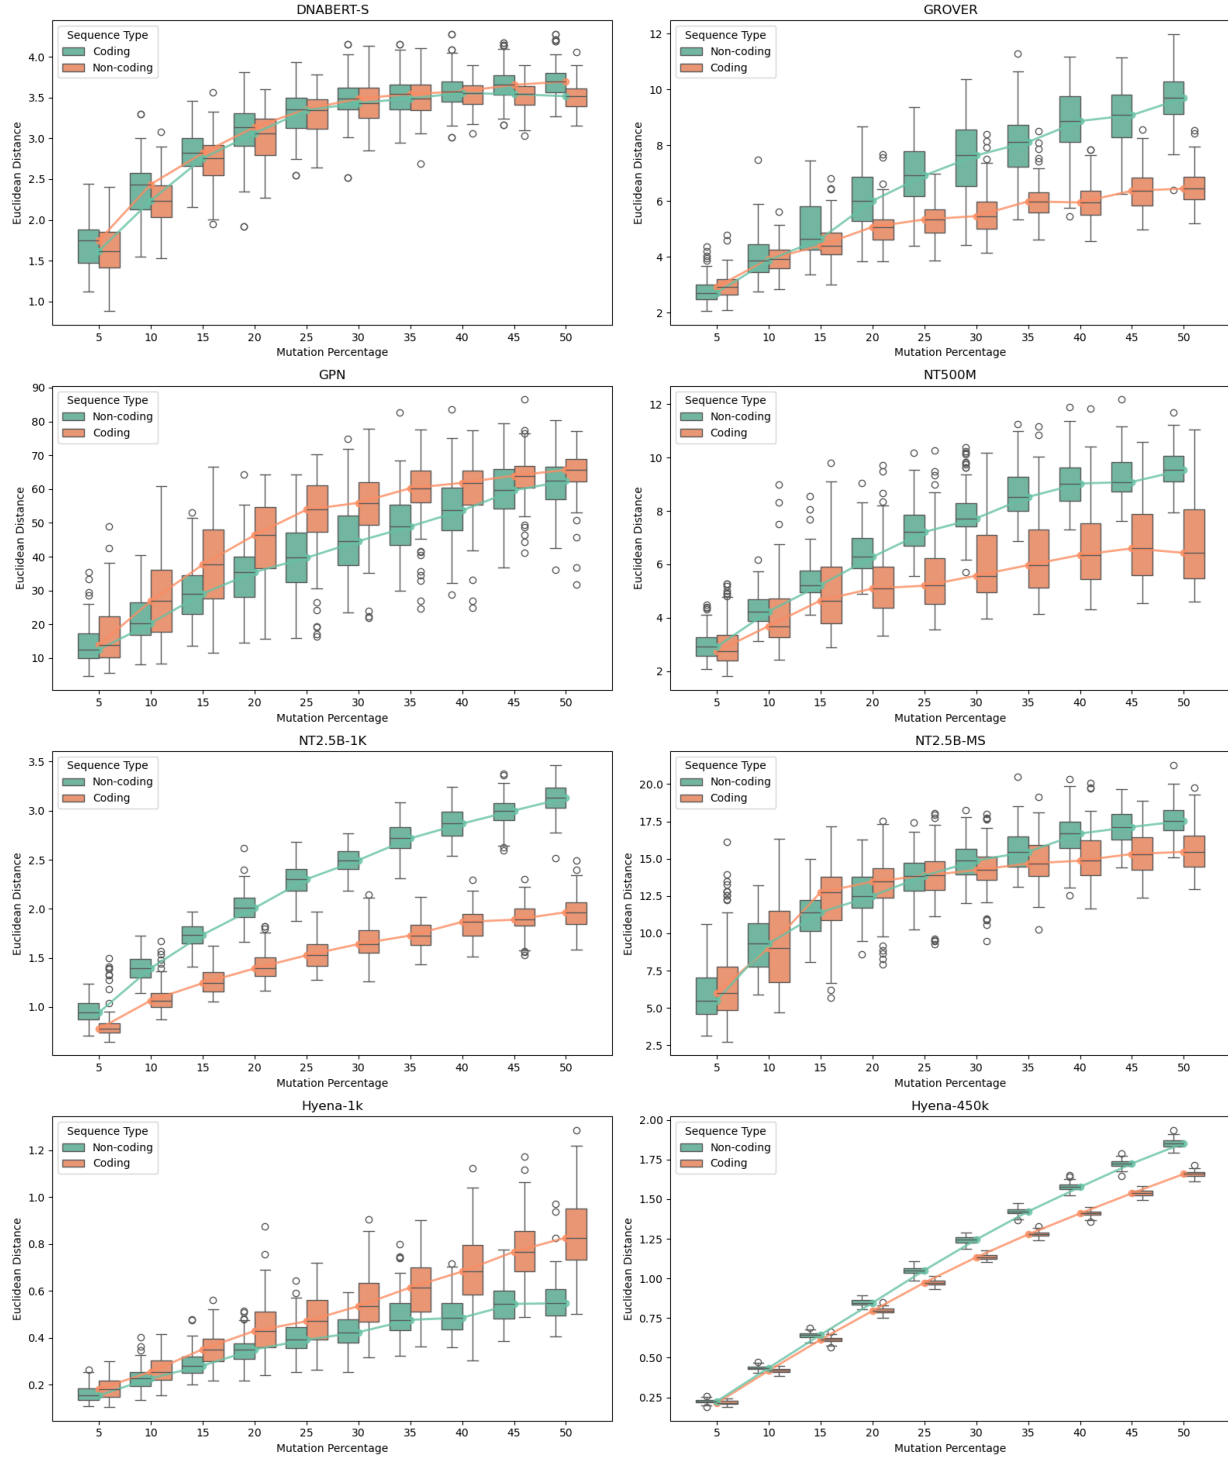 DNABERT-S
Sequence Type
Coding
Non-coding
Euclidean Distance
4.0
3.5
3.0
2.5
2.0
1.5
1.0
5 10 15 20 25 30 35 40 45 50
Mutation Percentage
GROVER
Sequence Type
Non-coding
Coding
Euclidean Distance
12
10
8
6
4
2
5 10 15 20 25 30 35 40 45 50
Mutation Percentage
GPN
Sequence Type
Non-coding
Coding
Euclidean Distance
90
80
70
60
50
40
30
20
10
5 10 15 20 25 30 35 40 45 50
Mutation Percentage
NT500M
Sequence Type
Non-coding
Coding
Euclidean Distance
12
10
8
6
4
2
5 10 15 20 25 30 35 40 45 50
Mutation Percentage
NT2.5B-1K
Sequence Type
Non-coding
Coding
Euclidean Distance
3.5
3.0
2.5
2.0
1.5
1.0
5 10 15 20 25 30 35 40 45 50
Mutation Percentage
NT2.5B-MS
Sequence Type
Non-coding
Coding
Euclidean Distance
20.0
17.5
15.0
12.5
10.0
7.5
5.0
2.5
5 10 15 20 25 30 35 40 45 50
Mutation Percentage
Hyena-1k
Sequence Type
Non-coding
Coding
Euclidean Distance
1.2
1.0
0.8
0.6
0.4
0.2
5 10 15 20 25 30 35 40 45 50
Mutation Percentage
Hyena-450k
Sequence Type
Non-coding
Coding
Euclidean Distance
2.00
1.75
1.50
1.25
1.00
0.75
0.50
0.25
5 10 15 20 25 30 35 40 45 50
Mutation Percentage